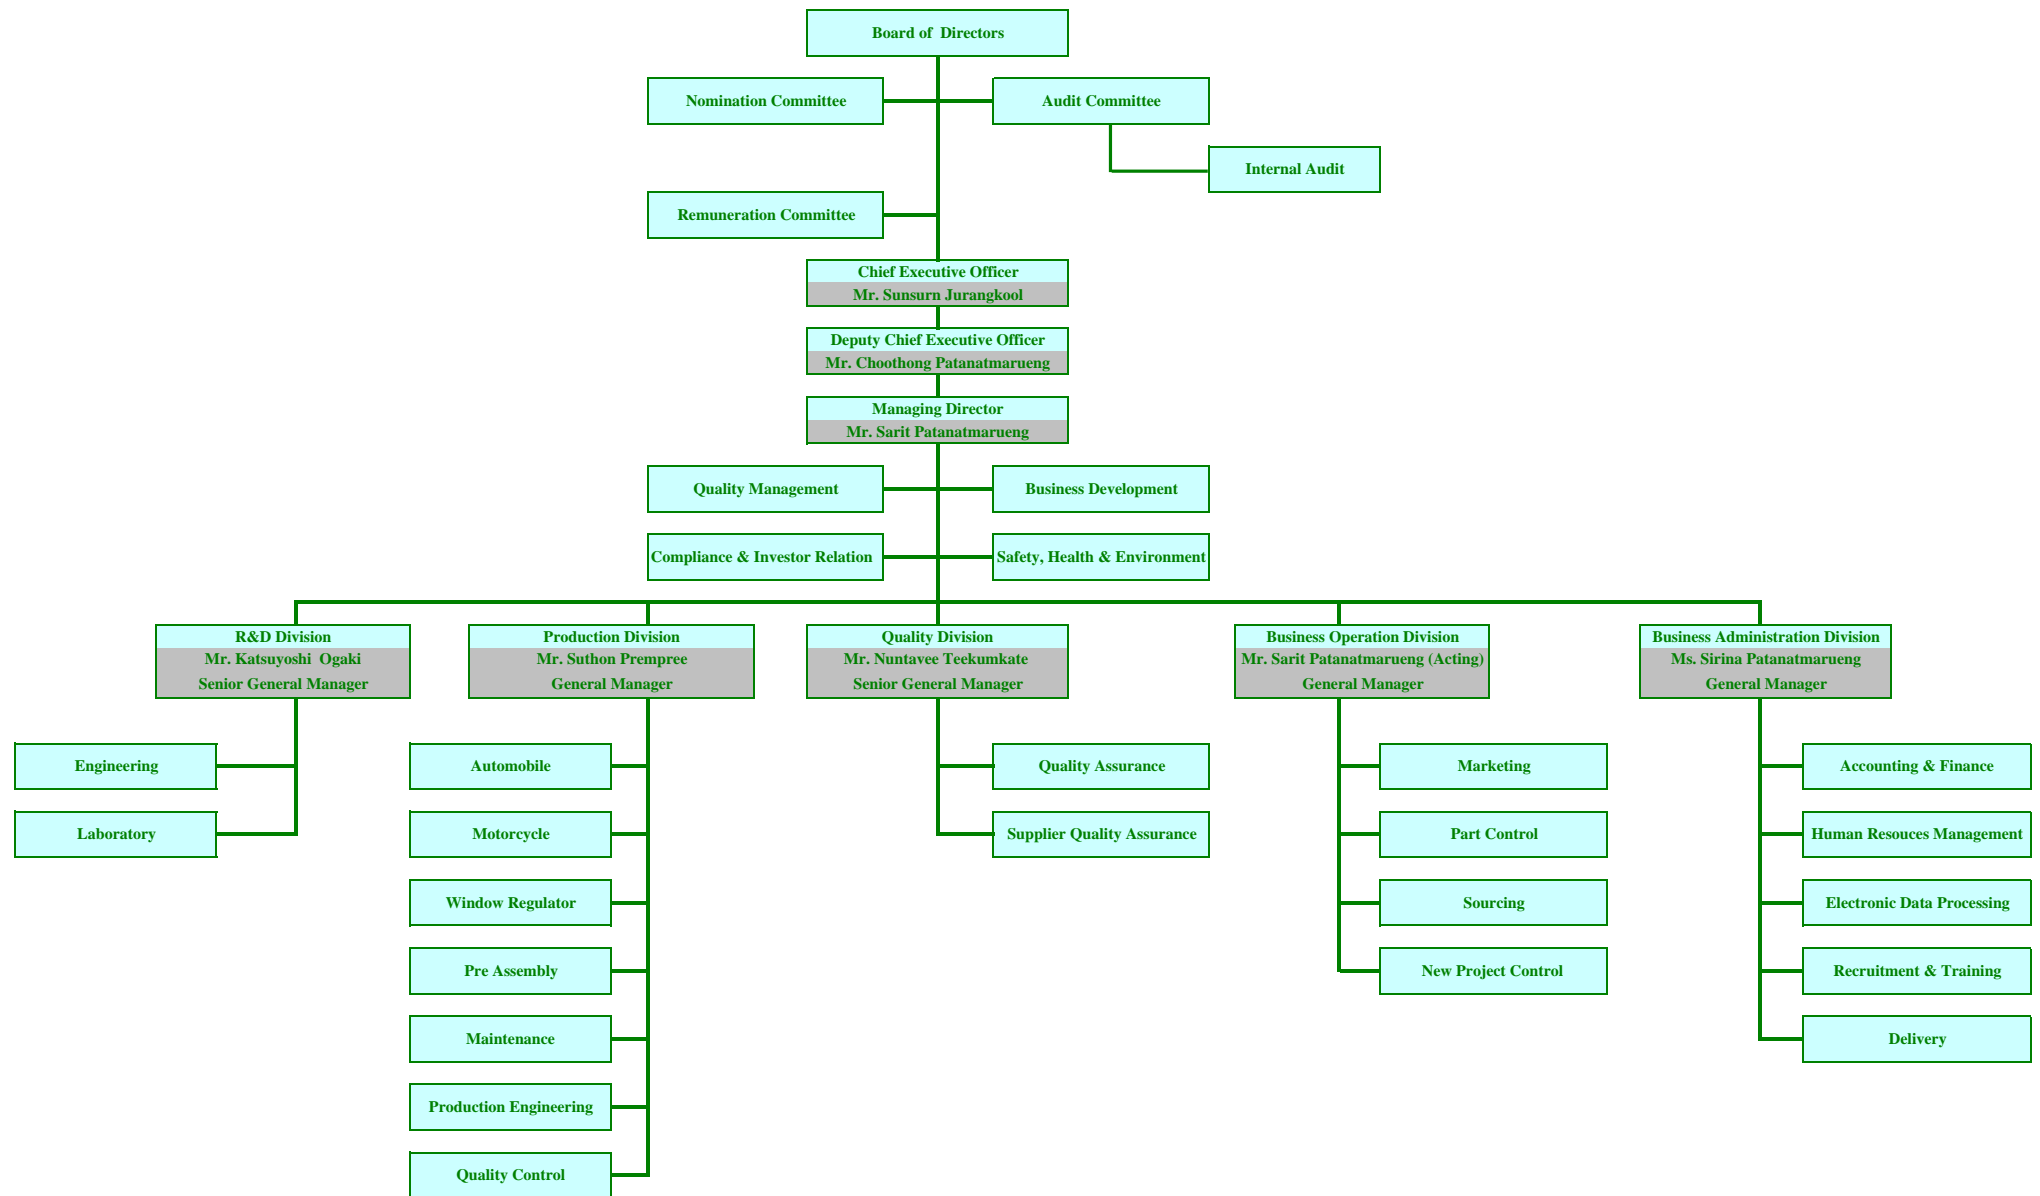 Board of  Directors
Nomination Committee
Audit Committee
Internal Audit
Remuneration Committee
Chief Executive Officer
Mr. Sunsurn Jurangkool
Deputy Chief Executive Officer
Mr. Choothong Patanatmarueng
Managing Director
Mr. Sarit Patanatmarueng
Quality Management
Business Development
Compliance & Investor Relation
Safety, Health & Environment
R&D Division
Mr. Katsuyoshi  Ogaki
Senior General Manager
Production Division
Mr. Suthon Prempree
General Manager
Quality Division
Mr. Nuntavee Teekumkate
Senior General Manager
Business Operation Division
Mr. Sarit Patanatmarueng (Acting)
General Manager
Business Administration Division
Ms. Sirina Patanatmarueng
General Manager
Engineering
Laboratory
Automobile
Motorcycle
Window Regulator
Pre Assembly
Maintenance
Production Engineering
Quality Control
Quality Assurance
Supplier Quality Assurance
Marketing
Part Control
Sourcing
New Project Control
Accounting & Finance
Human Resouces Management
Electronic Data Processing
Recruitment & Training
Delivery